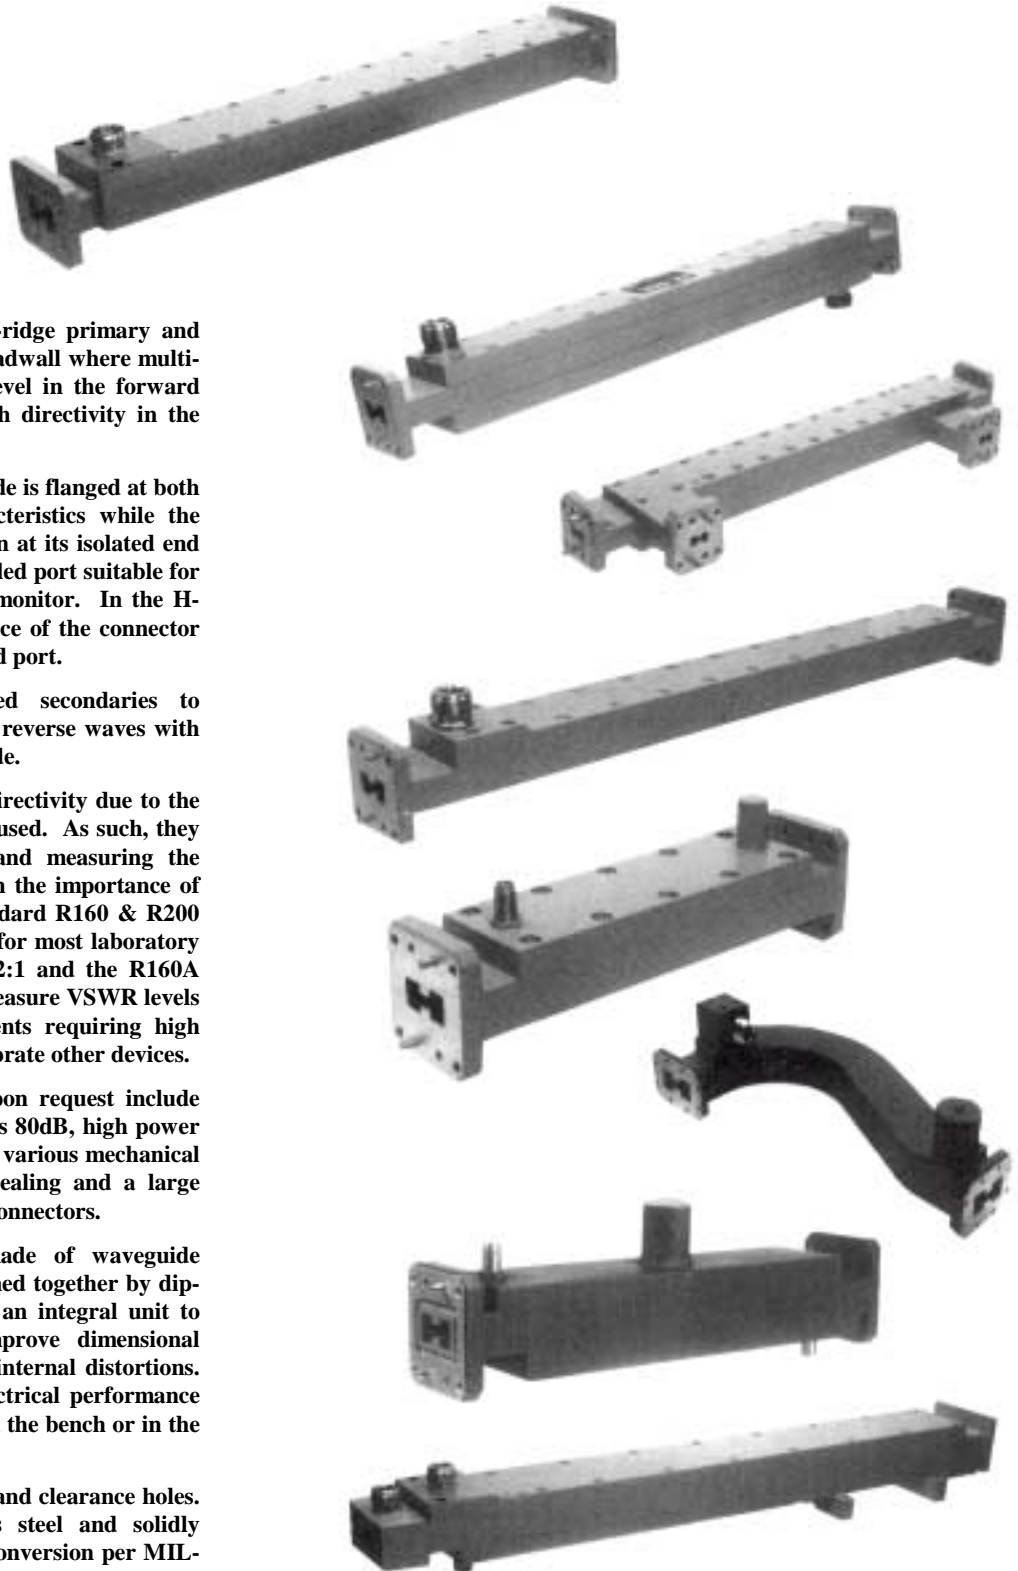 -ridge primary and
adwall where multi-
evel in the forward
h directivity in the
de is flanged at both
cteristics while the
n at its isolated end
led port suitable for
monitor. In the H-
ce of the connector
d port.
ed secondaries to
reverse waves with
le.
irectivity due to the
used. As such, they
and measuring the
n the importance of
dard R160 & R200
for most laboratory
2:1 and the R160A
easure VSWR levels
ents requiring high
brate other devices.
pon request include
s 80dB, high power
various mechanical
ealing and a large
onnectors.
ade of waveguide
ned together by dip-
an integral unit to
mprove dimensional
internal distortions.
ectrical performance
the bench or in the
and clearance holes.
s steel and solidly
onversion per MIL-